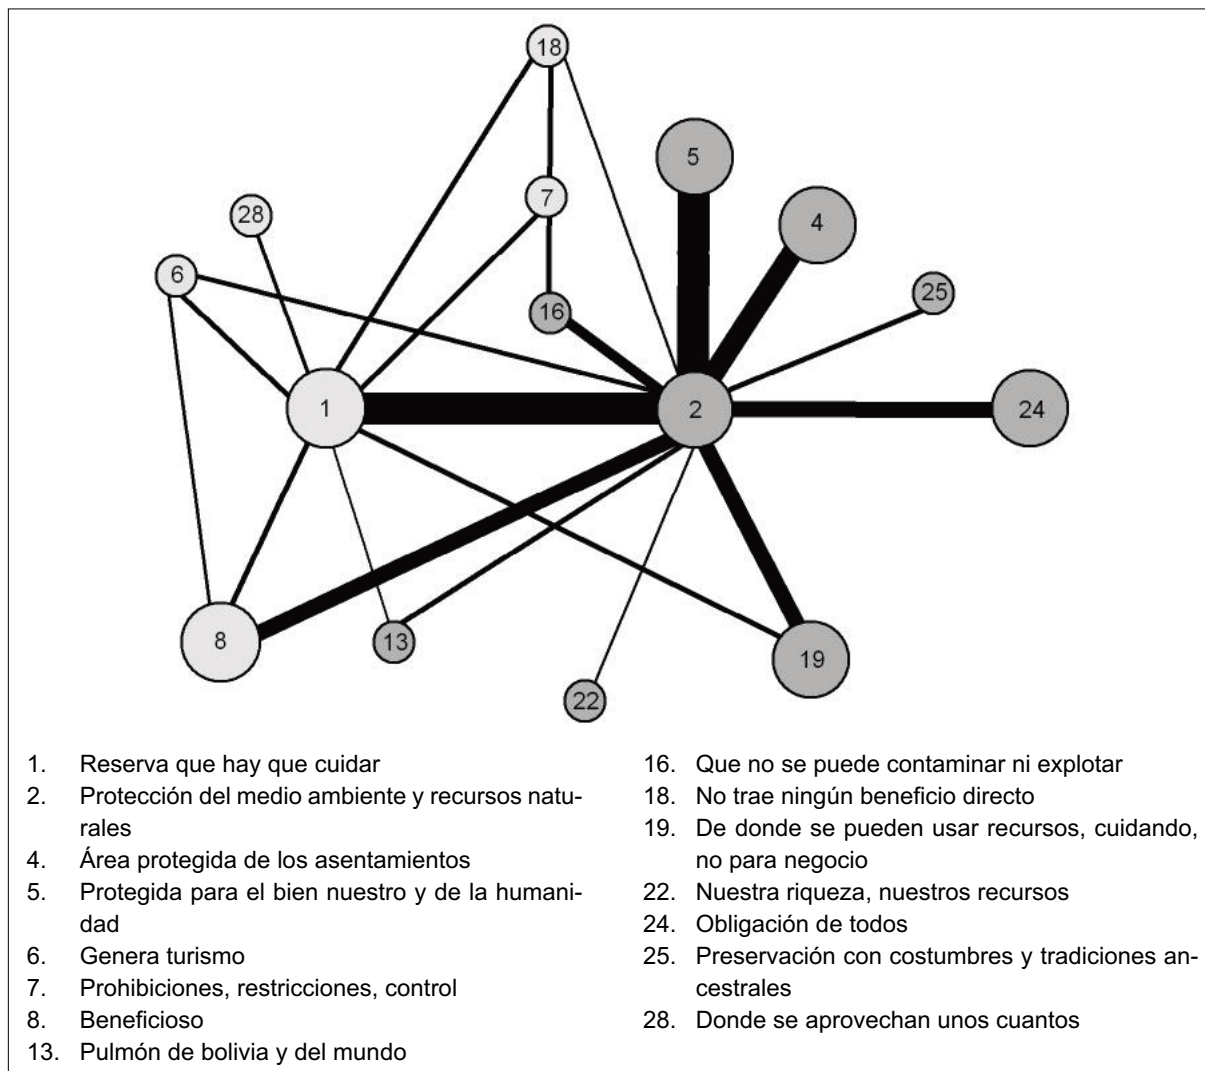 18
5
4
7
28
6
25
16
1
2
24
8
13
19
22
1. Reserva que hay que cuidar
2. Protección del medio ambiente y recursos natu-
rales
4. Área protegida de los asentamientos
5. Protegida para el bien nuestro y de la humani-
dad
6. Genera turismo
7. Prohibiciones, restricciones, control
8. Beneficioso
13. Pulmón de bolivia y del mundo
16. Que no se puede contaminar ni explotar
18. No trae ningún beneficio directo
19. De donde se pueden usar recursos, cuidando,
no para negocio
22. Nuestra riqueza, nuestros recursos
24. Obligación de todos
25. Preservación con costumbres y tradiciones an-
cestrales
28. Donde se aprovechan unos cuantos